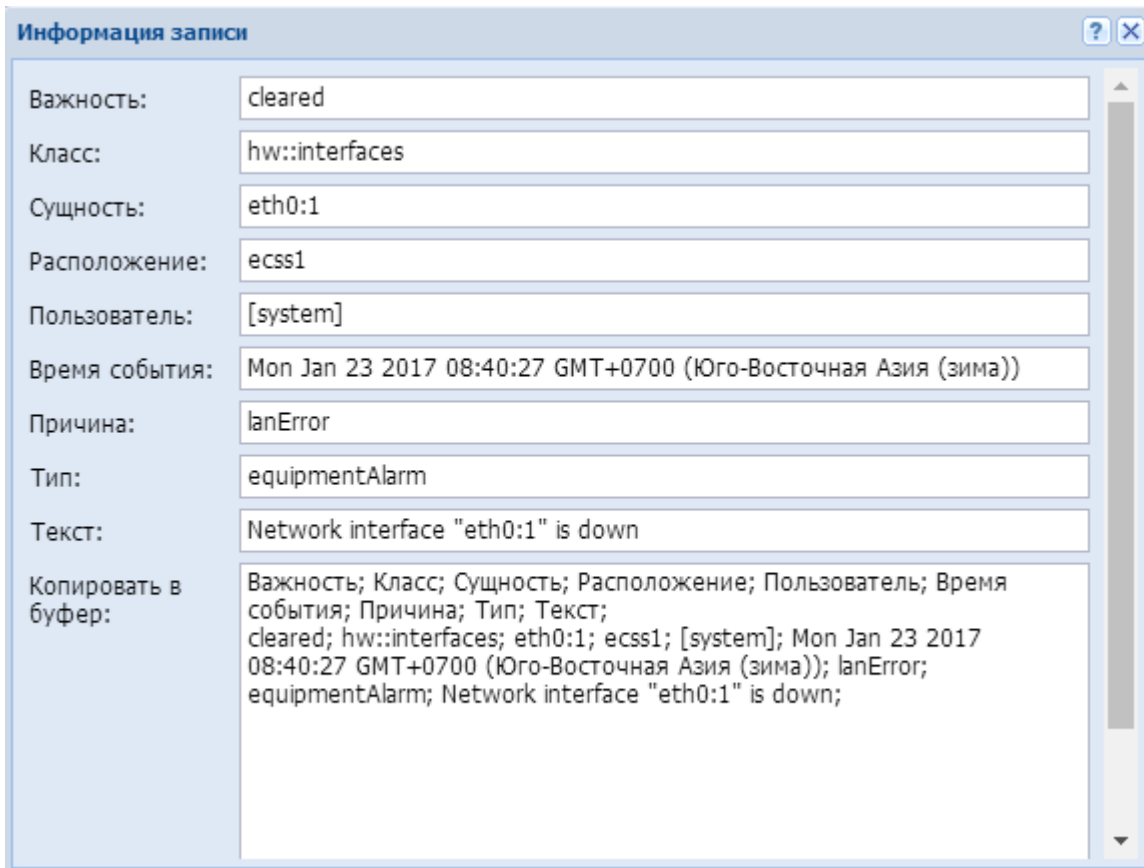 Информация записи
Важность: cleared
Класс: hw::interfaces
Сущность: eth0:1
Расположение: ecss1
Пользователь: [system]
Время события: Mon Jan 23 2017 08:40:27 GMT+0700 (Юго-Восточная Азия (зима))
Причина: lanError
Тип: equipmentAlarm
Текст: Network interface "eth0:1" is down
Копировать в
буфер:
Важность; Класс; Сущность; Расположение; Пользователь; Время
события; Причина; Тип; Текст;
cleared; hw::interfaces; eth0:1; ecss1; [system]; Mon Jan 23 2017
08:40:27 GMT+0700 (Юго-Восточная Азия (зима)); lanError;
equipmentAlarm; Network interface "eth0:1" is down;